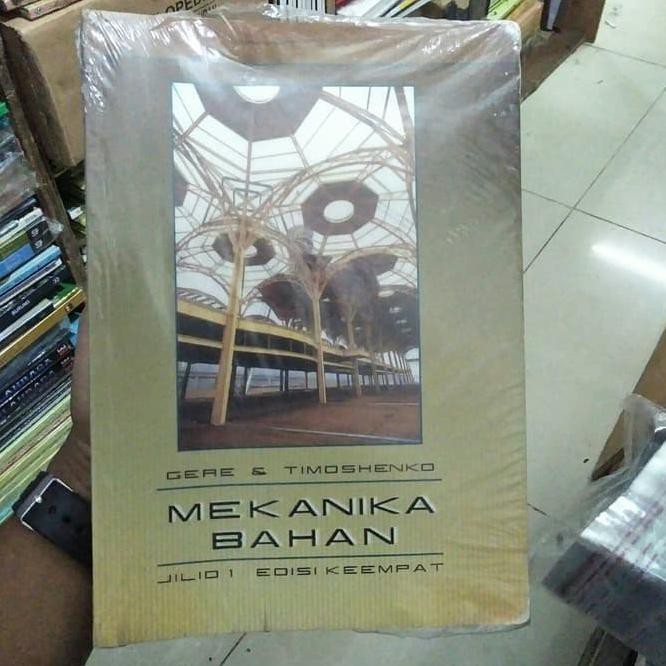 GERE & TIMOSHENKO
MEKANIKA
BAHAN
JILID 1 EDISI KEEMPAT